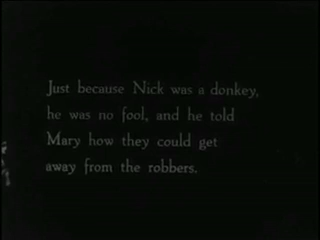 Just because Nick was a donkey,
he was no fool, and he told
Mary how they could get
away from the robbers.